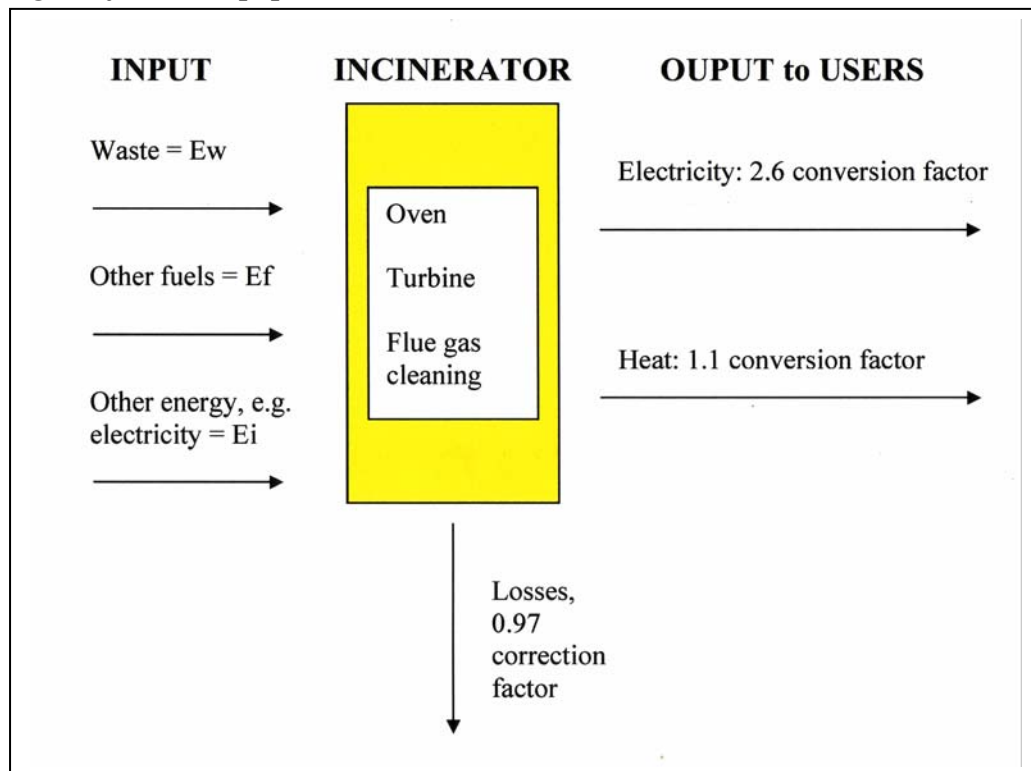 INPUT
INCINERATOR
OUPUT to USERS
Waste = Ew
Other fuels = Ef
Other energy, e.g.
electricity = Ei
Oven
Turbine
Flue gas
cleaning
Electricity: 2.6 conversion factor
Heat: 1.1 conversion factor
Losses,
0.97
correction
factor